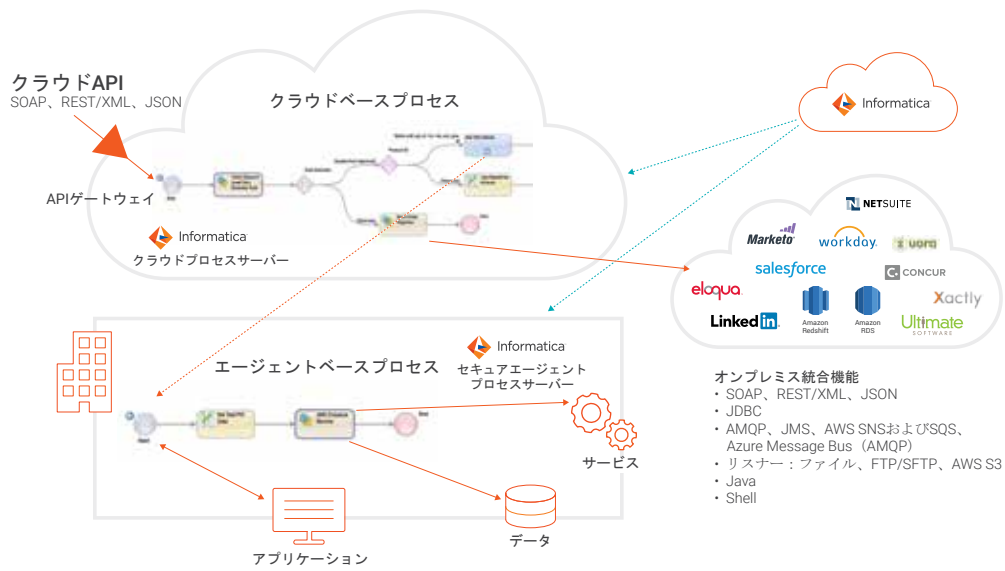 クラウドAPI
SOAP、REST/XML、JSON
クラウドベースプロセス
Informatica
APIゲートウェイ
Informatica
クラウドプロセスサーバー
NETSUITE
Marketo
workday.
zuora
salesforce
CONCUR
eloqua
Xactly
LinkedIn
Amazon
Redshift
Amazon
RDS
Ultimate
SOFTWARE
エージェントベースプロセス
Informatica
セキュアエージェント
プロセスサーバー
サービス
データ
アプリケーション
オンプレミス統合機能
• SOAP、REST/XML、JSON
• JDBC
• AMQP、JMS、AWS SNSおよびSQS、
Azure Message Bus（AMQP）
• リスナー：ファイル、FTP/SFTP、AWS S3
• Java
• Shell